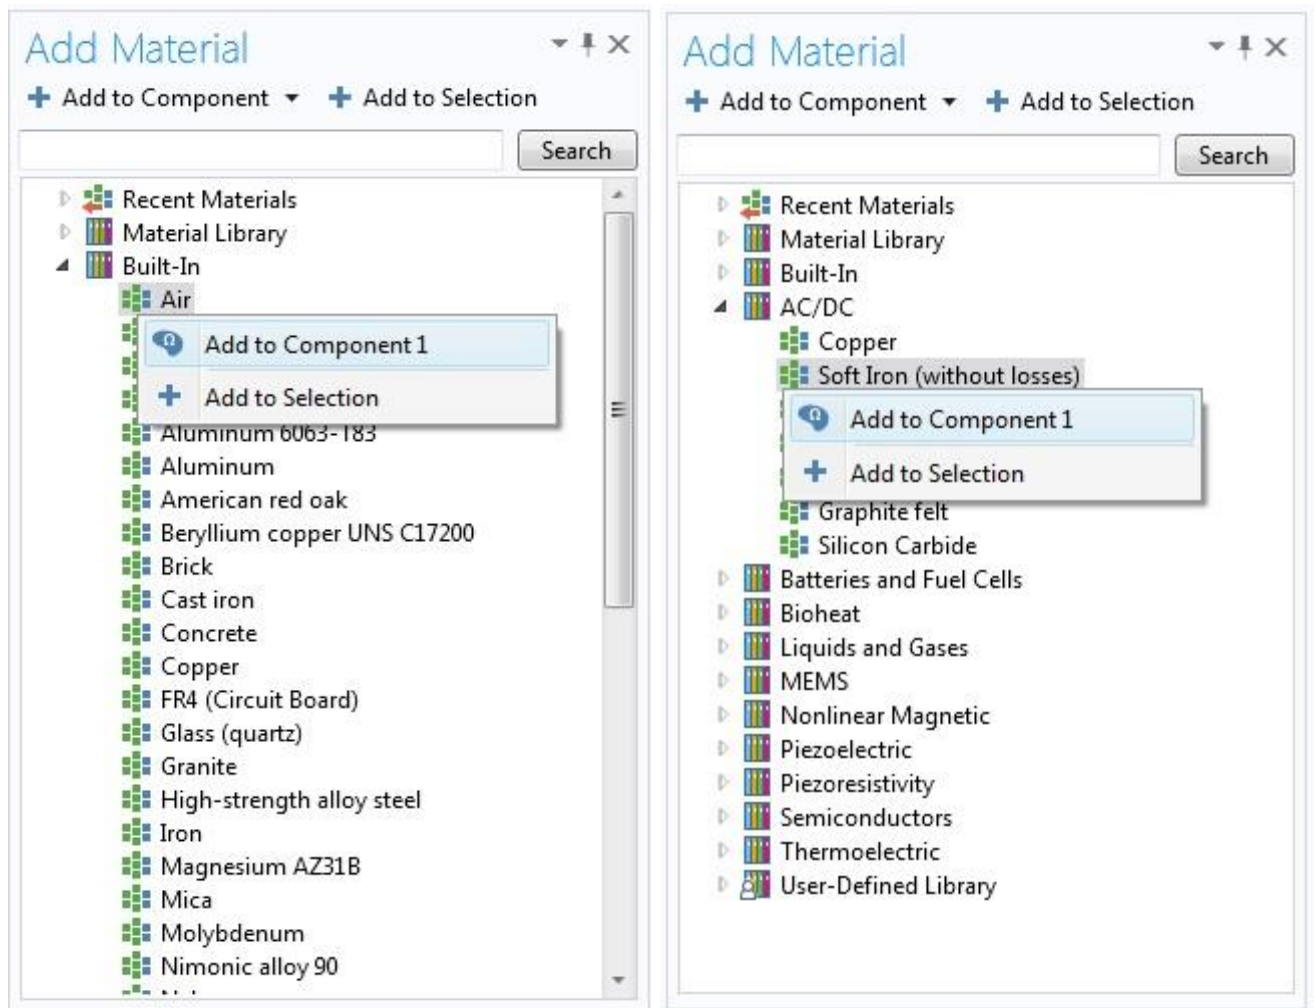 Add Material
+ Add to Component
+ Add to Selection
Search
Recent Materials
Material Library
Built-In
Air
Add to Component 1
Add to Selection
Aluminum 6063-T83
Aluminum
American red oak
Beryllium copper UNS C17200
Brick
Cast iron
Concrete
Copper
FR4 (Circuit Board)
Glass (quartz)
Granite
High-strength alloy steel
Iron
Magnesium AZ31B
Mica
Molybdenum
Nimonic alloy 90
Add Material
+ Add to Component
+ Add to Selection
Search
Recent Materials
Material Library
Built-In
AC/DC
Copper
Soft Iron (without losses)
Add to Component 1
Add to Selection
Graphite felt
Silicon Carbide
Batteries and Fuel Cells
Bioheat
Liquids and Gases
MEMS
Nonlinear Magnetic
Piezoelectric
Piezoresistivity
Semiconductors
Thermoelectric
User-Defined Library